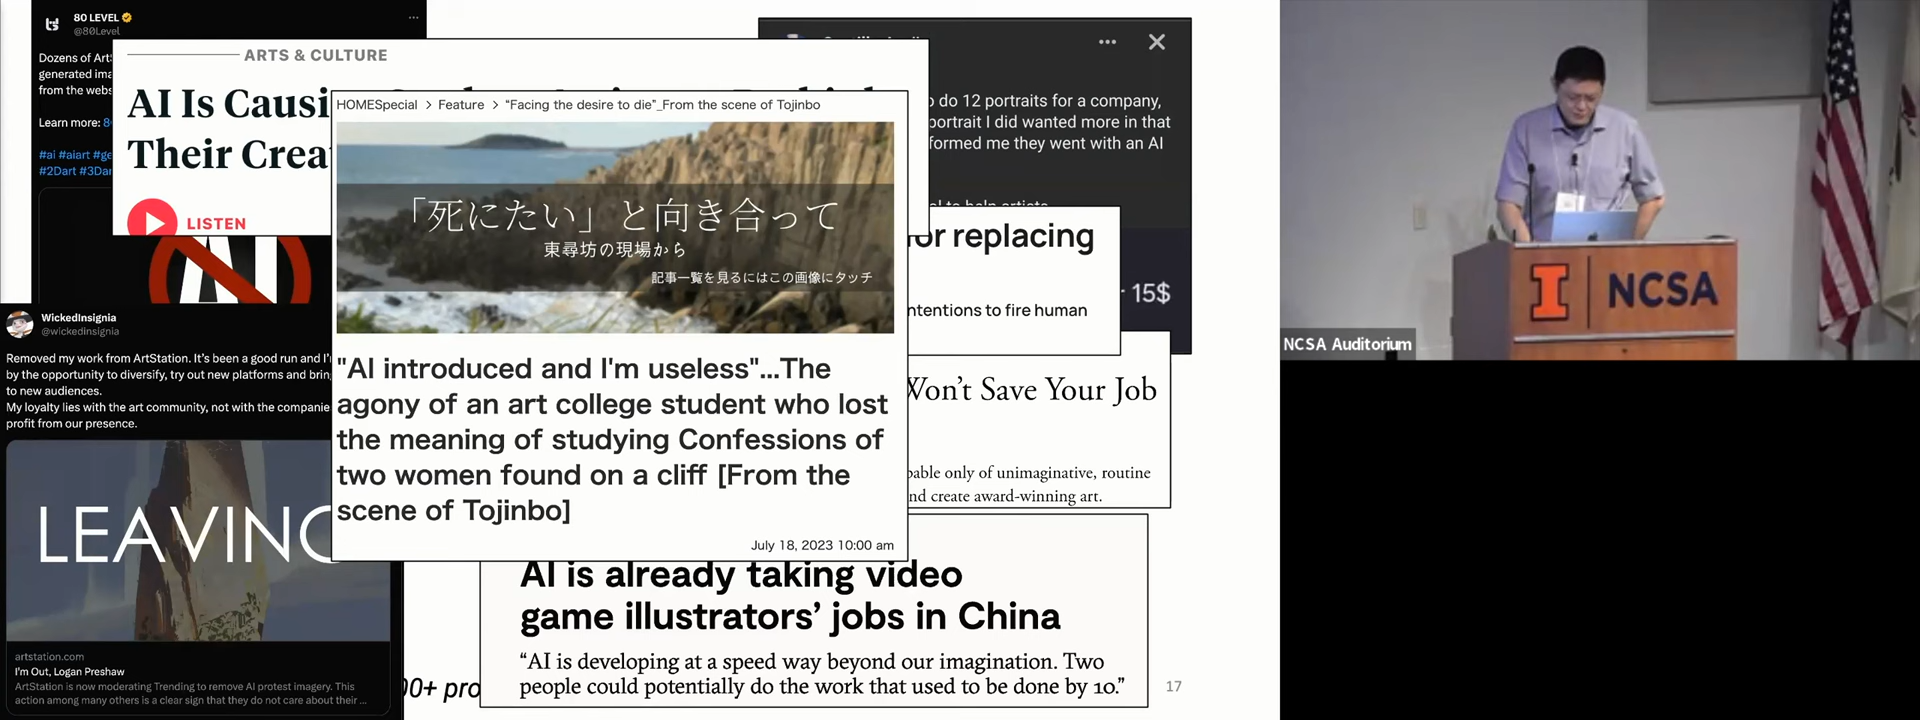 80 LEVEL
@80Level
Dozens of Art
generated ima
from the webs
Learn more: 8
#ai #aiart #ge
#2Dart #3Dar
ARTS & CULTURE
AI Is Causi
Their Crea
LISTEN
AI
HOMESpecial > Feature > “Facing the desire to die”_From the scene of Tojinbo
「死にたい」と向き合って
東尋坊の現場から
記事一覧を見るにはこの画像にタッチ
"AI introduced and I'm useless"...The
agony of an art college student who lost
the meaning of studying Confessions of
two women found on a cliff [From the
scene of Tojinbo]
July 18, 2023 10:00 am
do 12 portraits for a company,
portrait I did wanted more in that
formed me they went with an AI
15$
or replacing
ntentions to fire human
Won’t Save Your Job
pable only of unimaginative, routine
nd create award-winning art.
WickedInsignia
@wickedinsignia
Removed my work from ArtStation. It’s been a good run and I’
by the opportunity to diversify, try out new platforms and brin
to new audiences.
My loyalty lies with the art community, not with the companie
profit from our presence.
LEAVING
artstation.com
I'm Out, Logan Preshaw
ArtStation is now moderating Trending to remove AI protest imagery. This
action among many others is a clear sign that they do not care about their ...
00+ pro
AI is already taking video
game illustrators’ jobs in China
“AI is developing at a speed way beyond our imagination. Two
people could potentially do the work that used to be done by 10.”
17
I NCSA
NCSA Auditorium